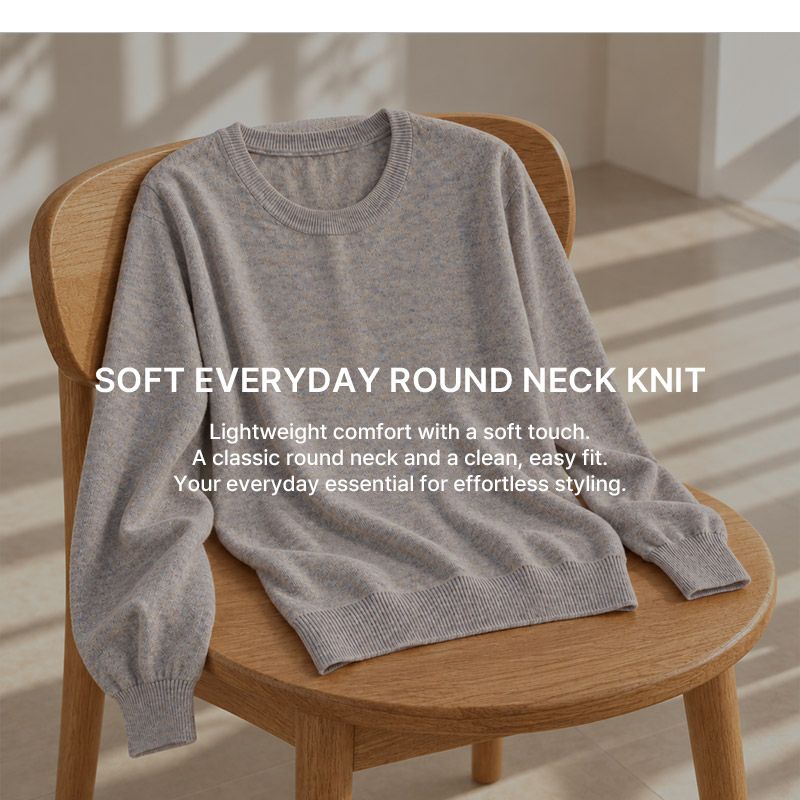 SOFT EVERYDAY ROUND NECK KNIT
Lightweight comfort with a soft touch.
A classic round neck and a clean, easy fit.
Your everyday essential for effortless styling.